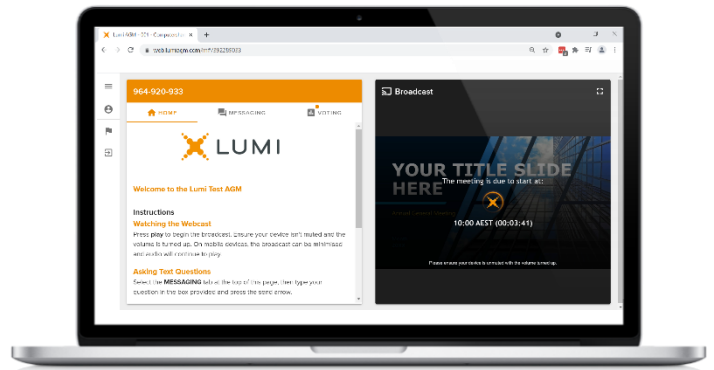 964-920-933
HOME
MESSAGING
VOTING
LUMI
Welcome to the Lumi Test AGM
Instructions
Watching the Webcast
Press play to begin the broadcast. Ensure your device isn't muted and the
volume is turned up. On mobile devices, the broadcast can be minimised
and audio will continue to play.
Asking Text Questions
Select the MESSAGING tab at the top of this page, then type your
question in the box provided and press the send arrow.
Broadcast
YOUR TITLE SLIDE
HERE
The meeting is due to start at:
10:00 AEST (00:03:41)
Please ensure your device is unmuted with the volume turned up.